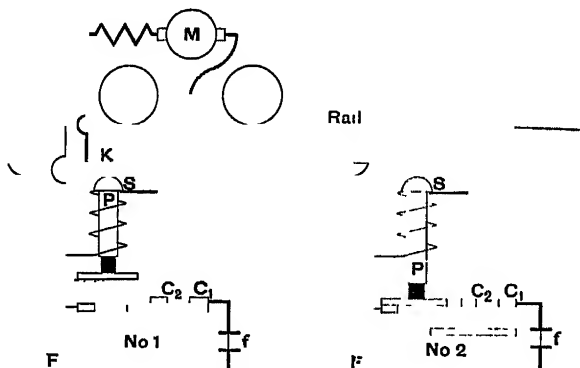 M
Rail
K
S S
P
P
C2 C1 C2 C1
No 1 f No 2 f
F F